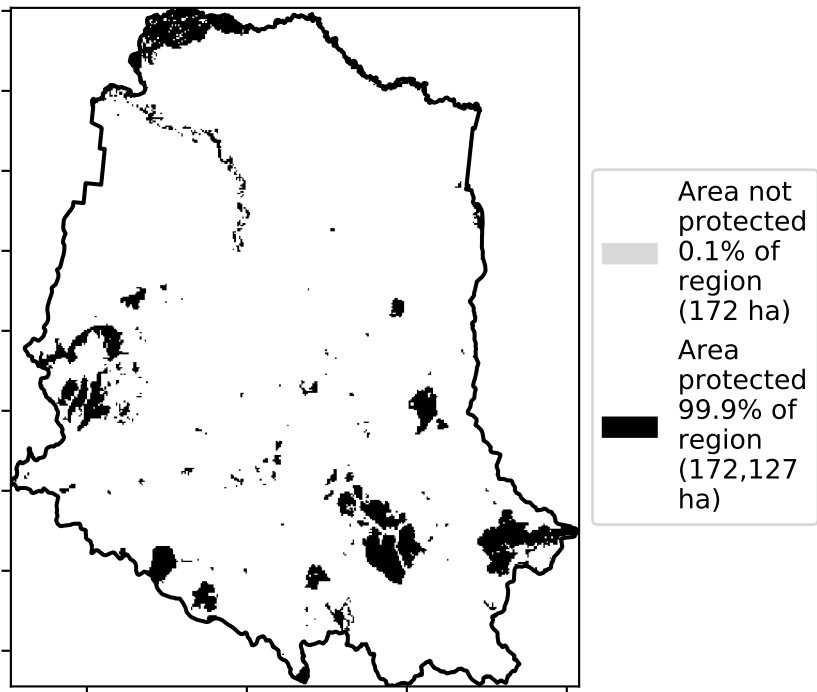 Area not
protected
0.1% of
region
(172 ha)
Area
protected
99.9% of
region
(172,127
ha)